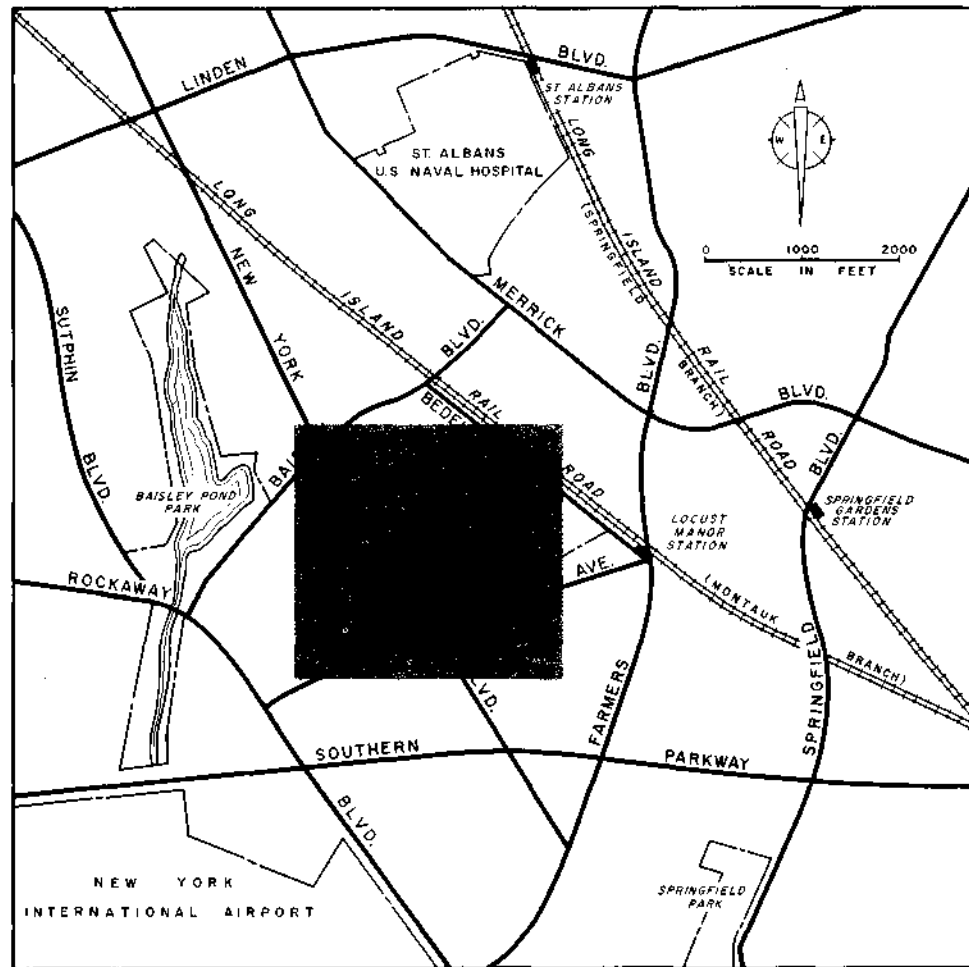 LINDEN BLVD.
ST. ALBANS
STATION
ST. ALBANS
U.S. NAVAL HOSPITAL
W E
0 1000 2000
SCALE IN FEET
LONG ISLAND RAIL ROAD
(SPRINGFIELD BRANCH)
LONG ISLAND RAIL ROAD
(MONTAUK BRANCH)
NEW YORK
MERRICK BLVD.
SUTPHIN BLVD.
BLVD.
FARMERS BLVD.
SPRINGFIELD BLVD.
BAISLEY POND
PARK
SPRINGFIELD
GARDENS
STATION
LOCUST
MANOR
STATION
AVE.
ROCKAWAY BLVD.
SOUTHERN PARKWAY
NEW YORK
INTERNATIONAL AIRPORT
SPRINGFIELD
PARK